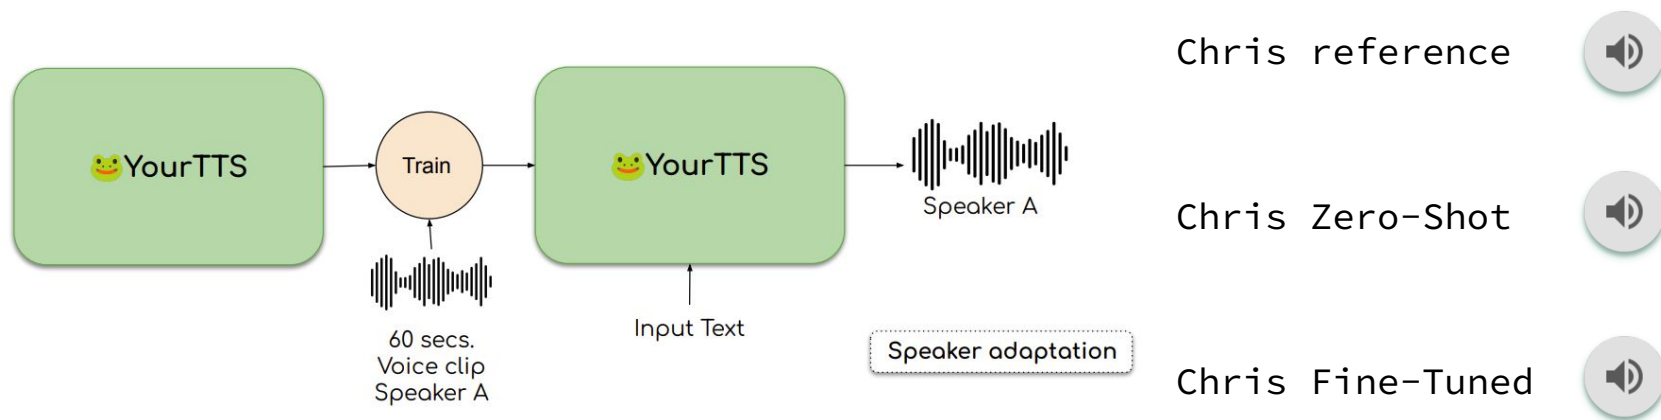 🐸YourTTS
Train
60 secs.
Voice clip
Speaker A
🐸YourTTS
Input Text
Speaker A
Speaker adaptation
Chris reference
Chris Zero-Shot
Chris Fine-Tuned